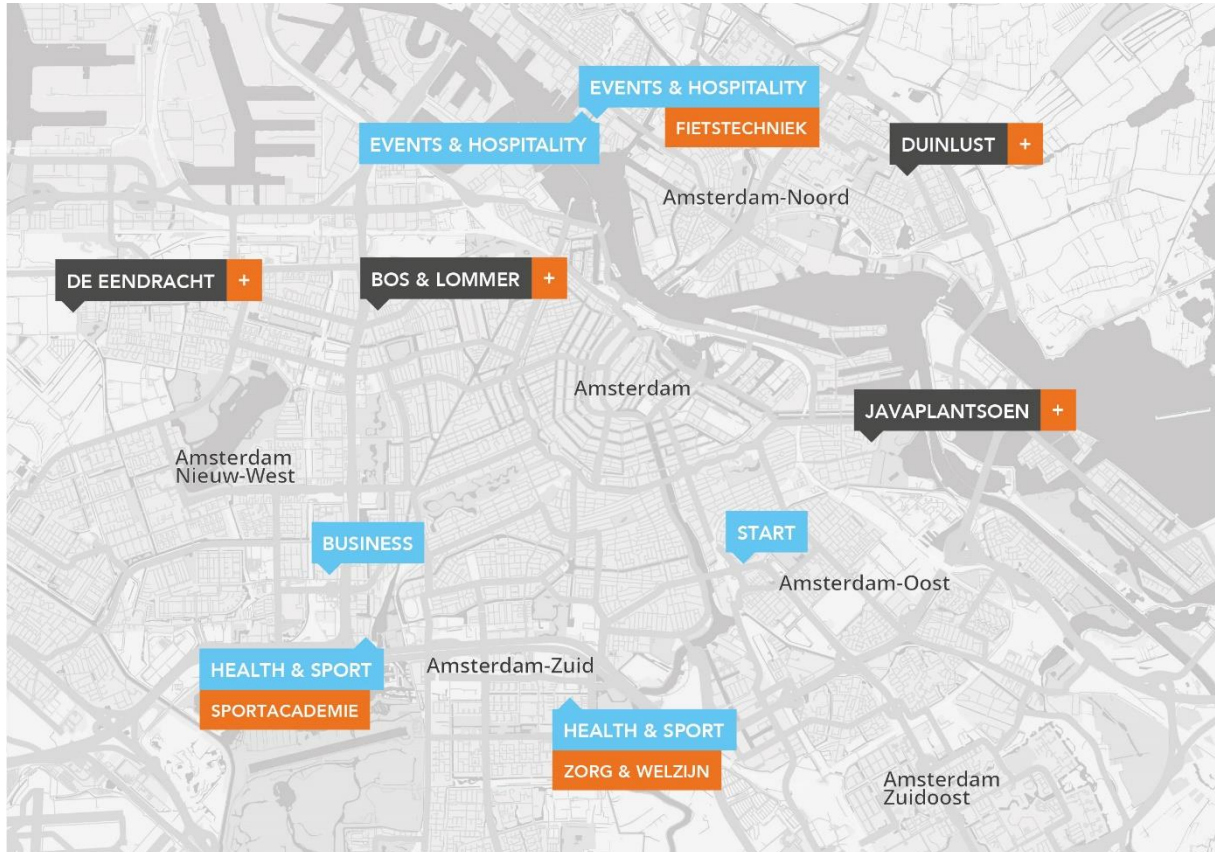 EVENTS & HOSPITALITY
FIETSTECHNIEK
EVENTS & HOSPITALITY
DUINLUST +
Amsterdam-Noord
DE EENDRACHT +
BOS & LOMMER +
Amsterdam
JAVAPLANTSOEN +
Amsterdam
Nieuw-West
BUSINESS
START
Amsterdam-Oost
HEALTH & SPORT
SPORTACADEMIE
Amsterdam-Zuid
HEALTH & SPORT
ZORG & WELZIJN
Amsterdam
Zuidoost